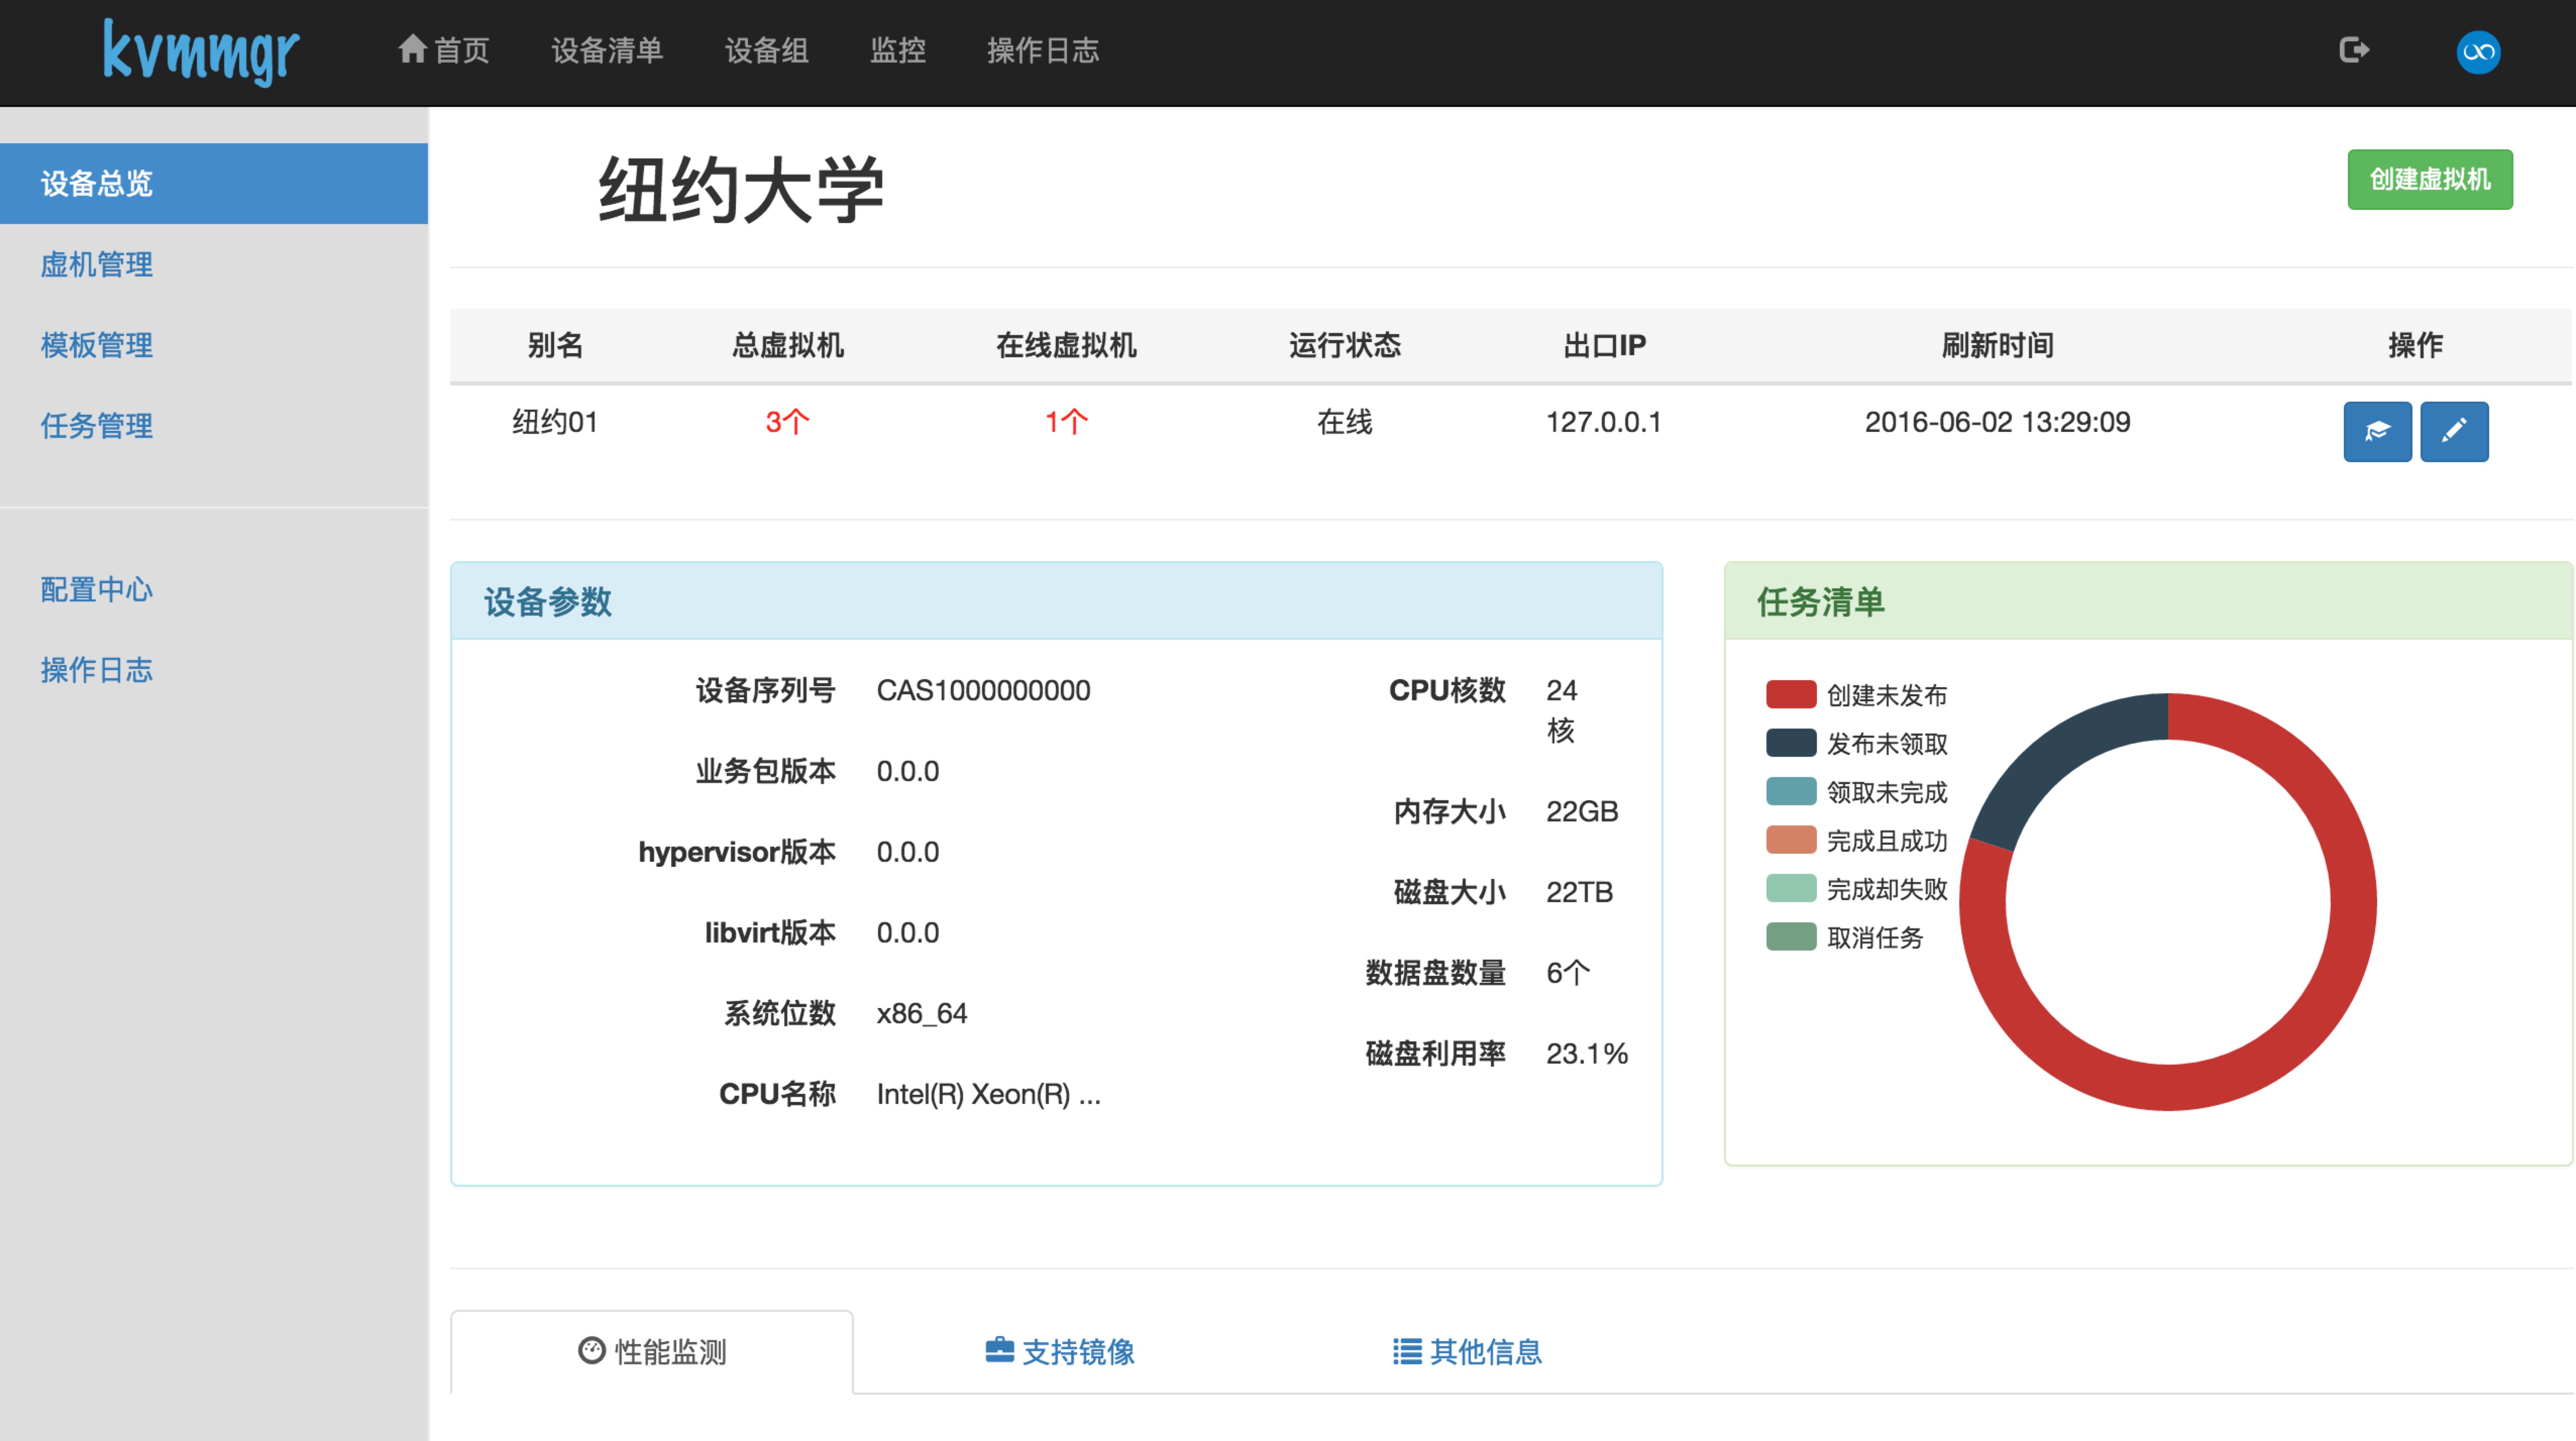 kvmmgr 首页 设备清单 设备组 监控 操作日志
设备总览
虚机管理
模板管理
任务管理
配置中心
操作日志
纽约大学 创建虚拟机
别名 总虚拟机 在线虚拟机 运行状态 出口IP 刷新时间 操作
纽约01 3个 1个 在线 127.0.0.1 2016-06-02 13:29:09
设备参数
设备序列号 CAS1000000000
业务包版本 0.0.0
hypervisor版本 0.0.0
libvirt版本 0.0.0
系统位数 x86_64
CPU名称 Intel(R) Xeon(R) ...
CPU核数 24
核
内存大小 22GB
磁盘大小 22TB
数据盘数量 6个
磁盘利用率 23.1%
任务清单
创建未发布
发布未领取
领取未完成
完成且成功
完成却失败
取消任务
性能监测 支持镜像 其他信息